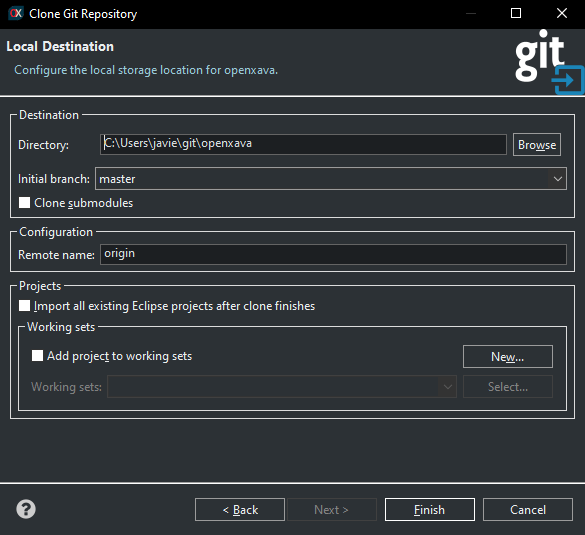 Clone Git Repository
Local Destination
Configure the local storage location for openxava.
git
Destination
Directory: C:\Users\javie\git\openxava Browse
Initial branch: master
Clone submodules
Configuration
Remote name: origin
Projects
Import all existing Eclipse projects after clone finishes
Working sets
Add project to working sets New...
Working sets: Select...
? < Back Next > Finish Cancel